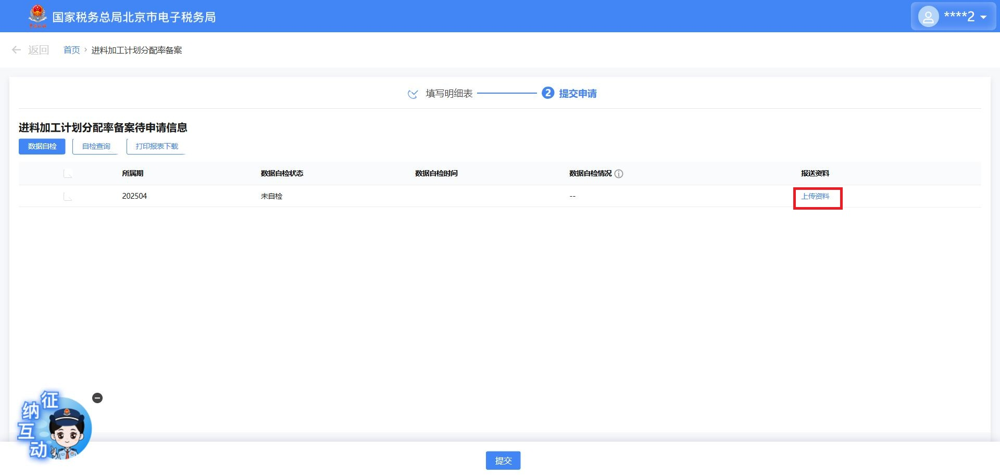 国家税务总局北京市电子税务局
****2
返回 首页 > 进料加工计划分配率备案
填写明细表 2 提交申请
进料加工计划分配率备案待申请信息
数据自检 自检查询 打印报表下载
所属期 数据自检状态 数据自检时间 数据自检情况 报送资料
202504 未自检 -- 上传资料
征纳互动
提交